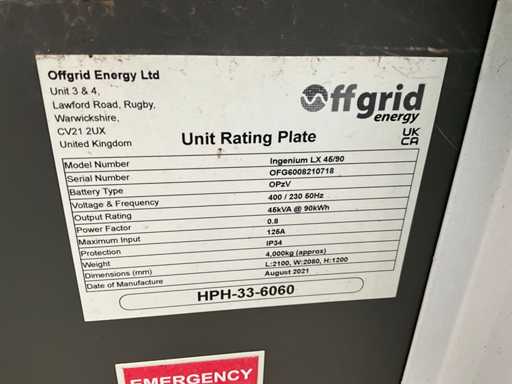 Offgrid Energy Ltd
Unit 3 & 4,
Lawford Road, Rugby,
Warwickshire,
CV21 2UX
United Kingdom
Offgrid
energy
UK
CA
Unit Rating Plate
Model Number Ingenium LX 45/90
Serial Number OFG6008210718
Battery Type OPzV
Voltage & Frequency 400 / 230 50Hz
Output Rating 45kVA @ 90kWh
Power Factor 0.8
Maximum Input 125A
Protection IP34
Weight 4,000kg (approx)
Dimensions (mm) L:2100, W:2080, H:1200
Date of Manufacture August 2021
HPH-33-6060
EMERGENCY